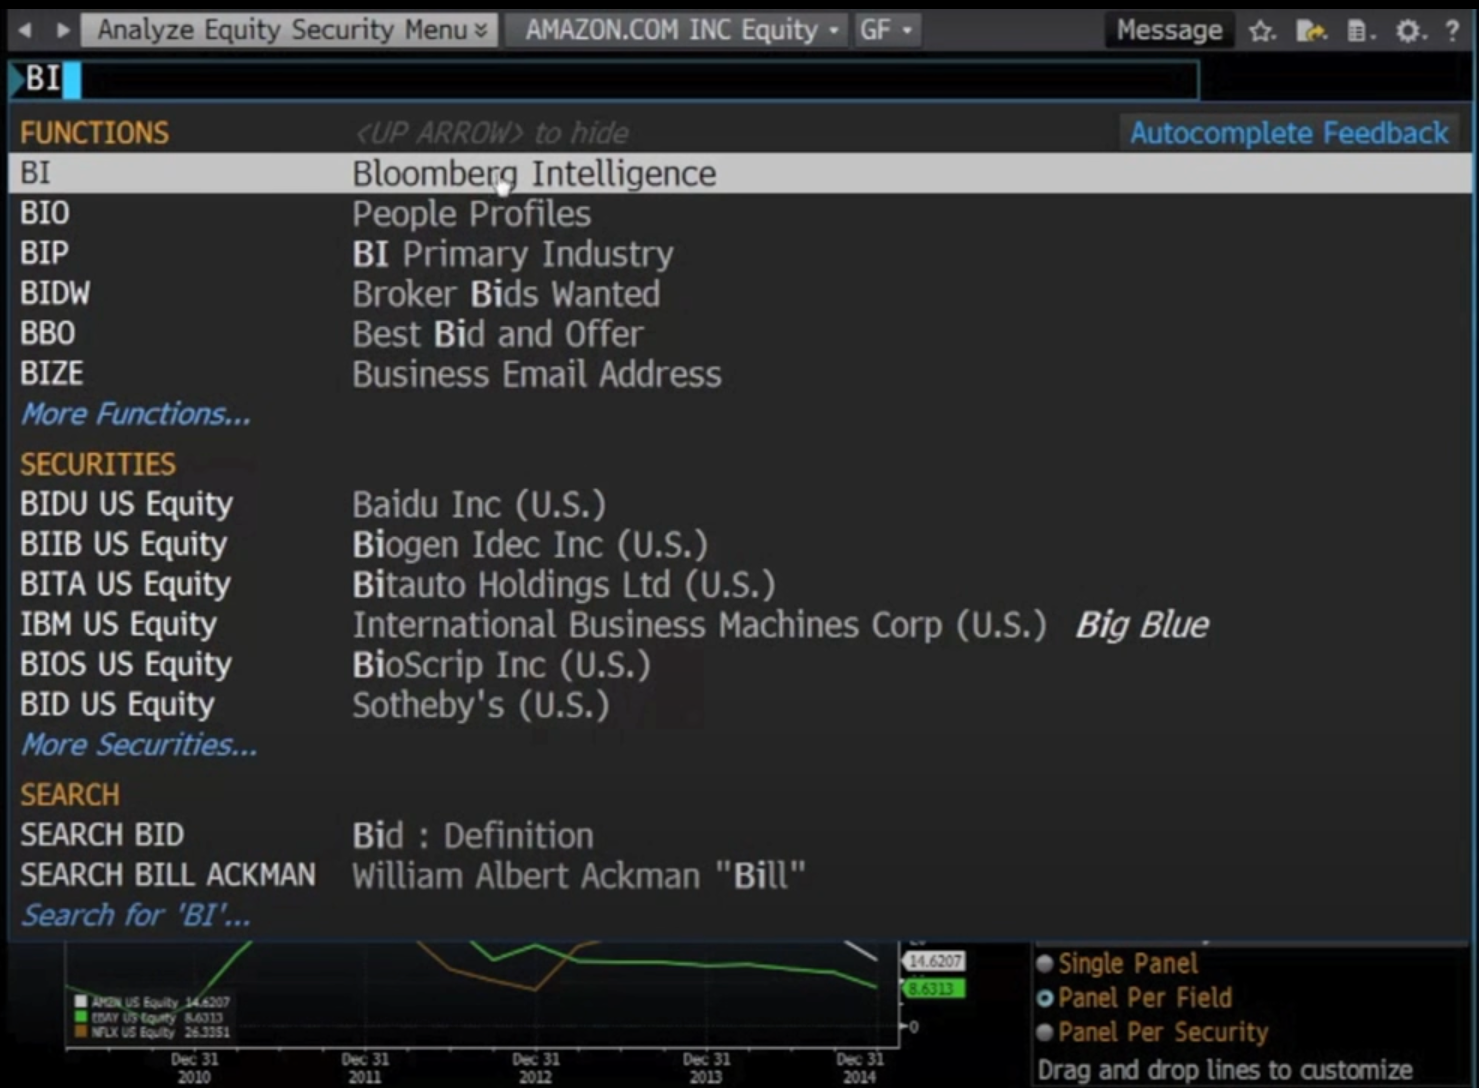 Analyze Equity Security Menu AMAZON.COM INC Equity GF Message ?
BI
FUNCTIONS <UP ARROW> to hide Autocomplete Feedback
BI Bloomberg Intelligence
BIO People Profiles
BIP BI Primary Industry
BIDW Broker Bids Wanted
BBO Best Bid and Offer
BIZE Business Email Address
More Functions...
SECURITIES
BIDU US Equity Baidu Inc (U.S.)
BIIB US Equity Biogen Idec Inc (U.S.)
BITA US Equity Bitauto Holdings Ltd (U.S.)
IBM US Equity International Business Machines Corp (U.S.) Big Blue
BIOS US Equity BioScrip Inc (U.S.)
BID US Equity Sotheby's (U.S.)
More Securities...
SEARCH
SEARCH BID Bid : Definition
SEARCH BILL ACKMAN William Albert Ackman "Bill"
Search for 'BI'...
14.6207 Single Panel
8.6313 Panel Per Field
AMZN US Equity 14.6207
EBAY US Equity 8.6313
NFLX US Equity 26.3351
0 Panel Per Security
Dec 31 Dec 31 Dec 31 Dec 31 Dec 31
2010 2011 2012 2013 2014
Drag and drop lines to customize